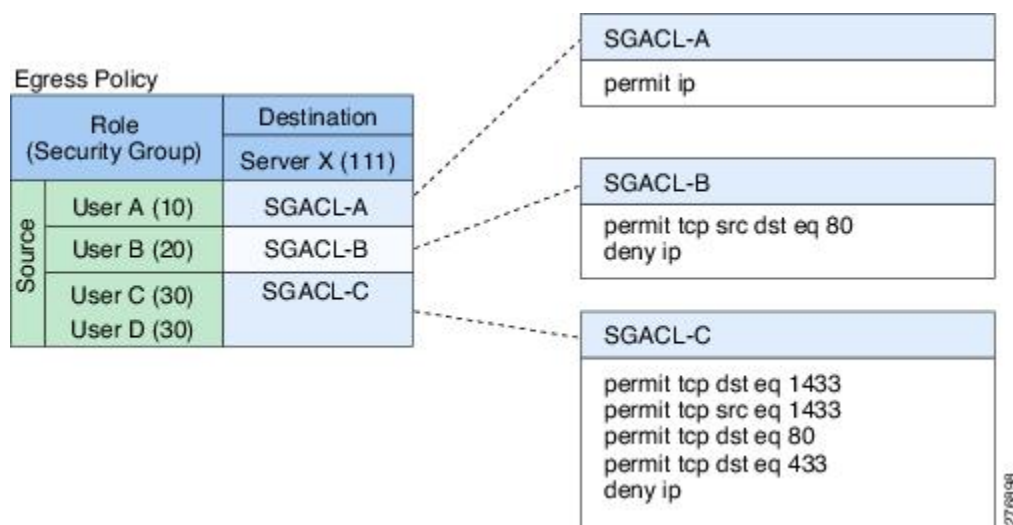 Egress Policy
Role
(Security Group)
Destination
Server X (111)
Source
User A (10)
SGACL-A
User B (20)
SGACL-B
User C (30)
User D (30)
SGACL-C
SGACL-A
permit ip
SGACL-B
permit tcp src dst eq 80
deny ip
SGACL-C
permit tcp dst eq 1433
permit tcp src eq 1433
permit tcp dst eq 80
permit tcp dst eq 433
deny ip
276898